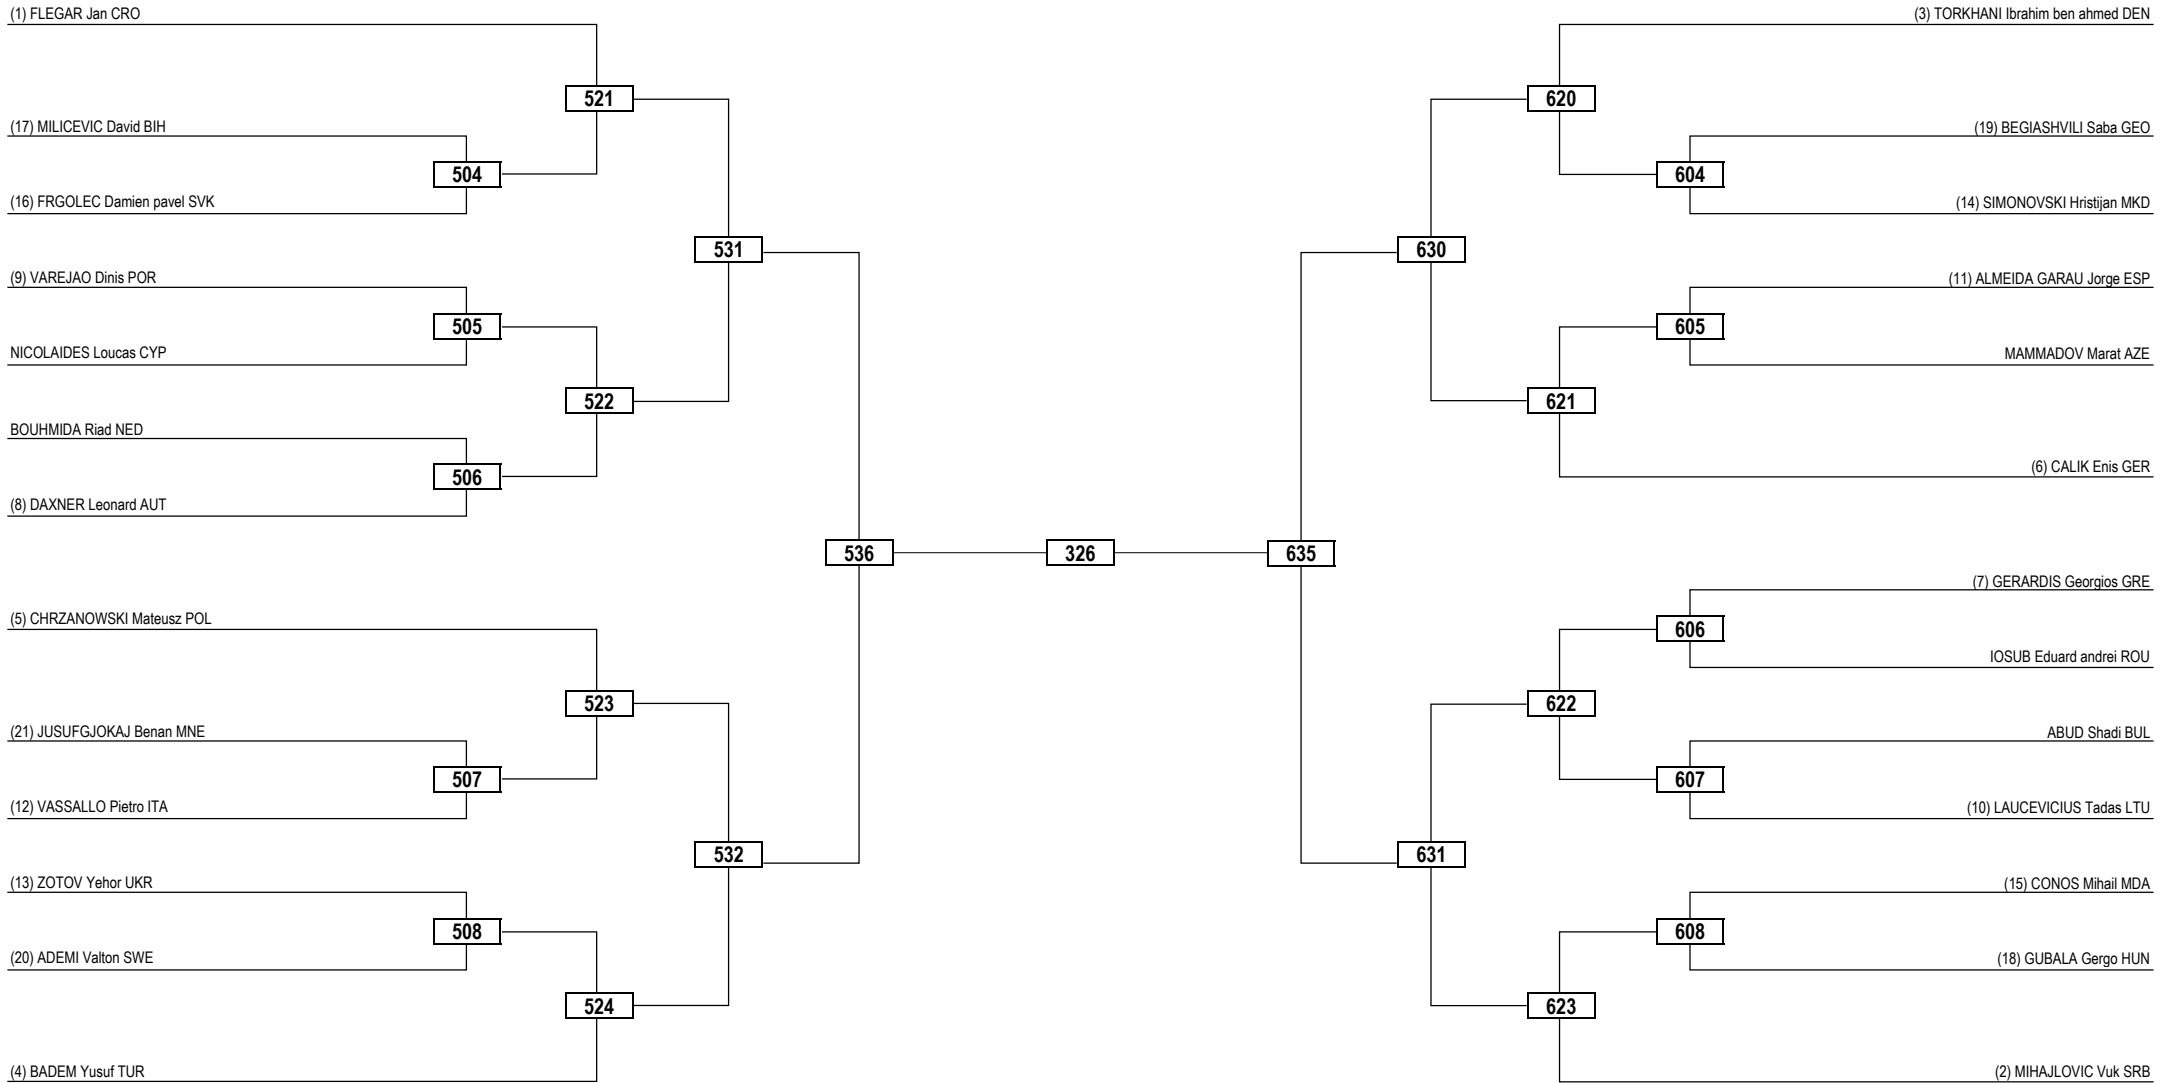 (1) FLEGAR Jan CRO
(3) TORKHANI Ibrahim ben ahmed DEN
521
620
(17) MILICEVIC David BIH
(19) BEGIASHVILI Saba GEO
504
604
(16) FRGOLEC Damien pavel SVK
(14) SIMONOVSKI Hristijan MKD
531
630
(9) VAREJAO Dinis POR
(11) ALMEIDA GARAU Jorge ESP
505
605
NICOLAIDES Loucas CYP
MAMMADOV Marat AZE
522
621
BOUHMIDA Riad NED
506
(6) CALIK Enis GER
(8) DAXNER Leonard AUT
536
326
635
(7) GERARDIS Georgios GRE
(5) CHRZANOWSKI Mateusz POL
606
IOSUB Eduard andrei ROU
523
622
(21) JUSUFGJOKAJ Benan MNE
ABUD Shadi BUL
507
607
(12) VASSALLO Pietro ITA
(10) LAUCEVICIUS Tadas LTU
532
631
(13) ZOTOV Yehor UKR
(15) CONOS Mihail MDA
508
608
(20) ADEMI Valton SWE
(18) GUBALA Gergo HUN
524
623
(4) BADEM Yusuf TUR
(2) MIHAJLOVIC Vuk SRB